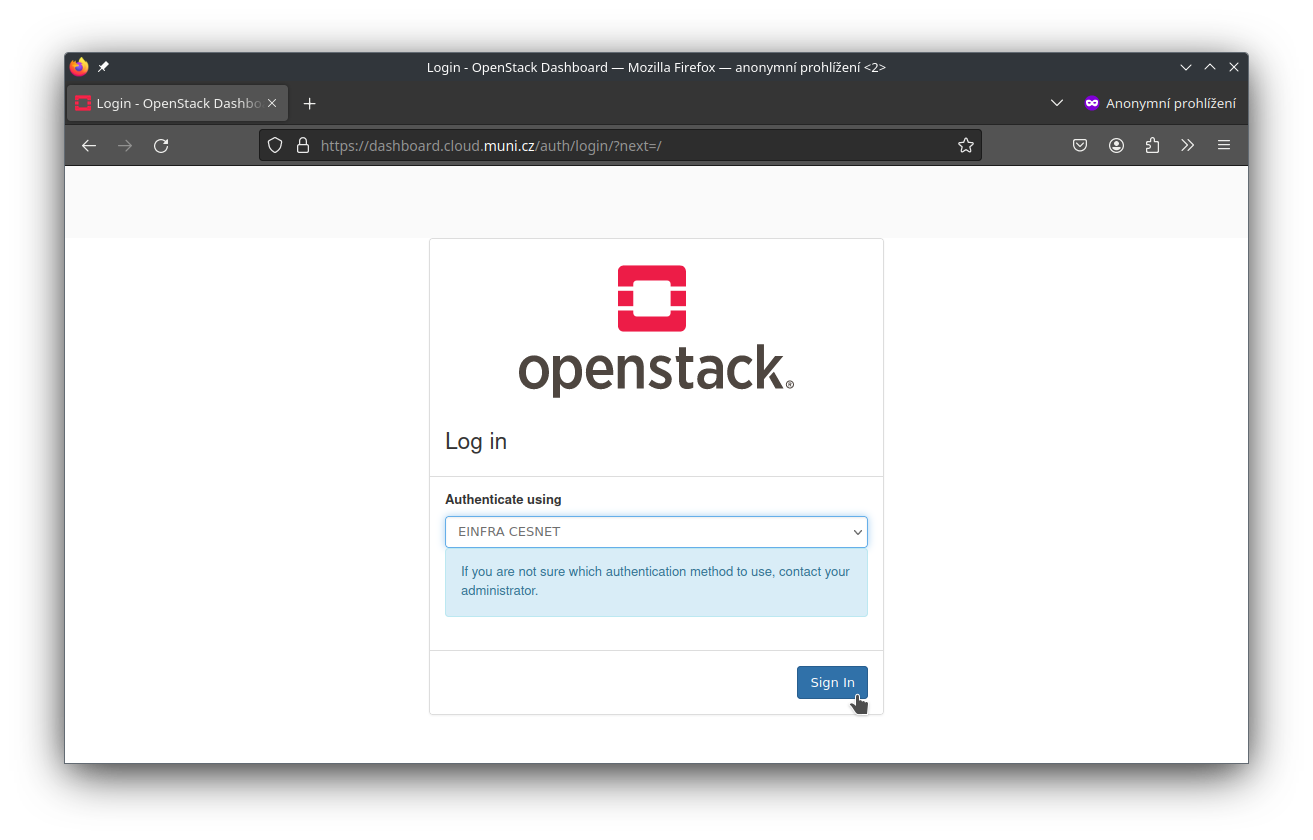 Login - OpenStack Dashboard — Mozilla Firefox — anonymní prohlížení <2>
Login - OpenStack Dashbo
Anonymní prohlížení
https://dashboard.cloud.muni.cz/auth/login/?next=/
openstack®
Log in
Authenticate using
EINFRA CESNET
If you are not sure which authentication method to use, contact your
administrator.
Sign In